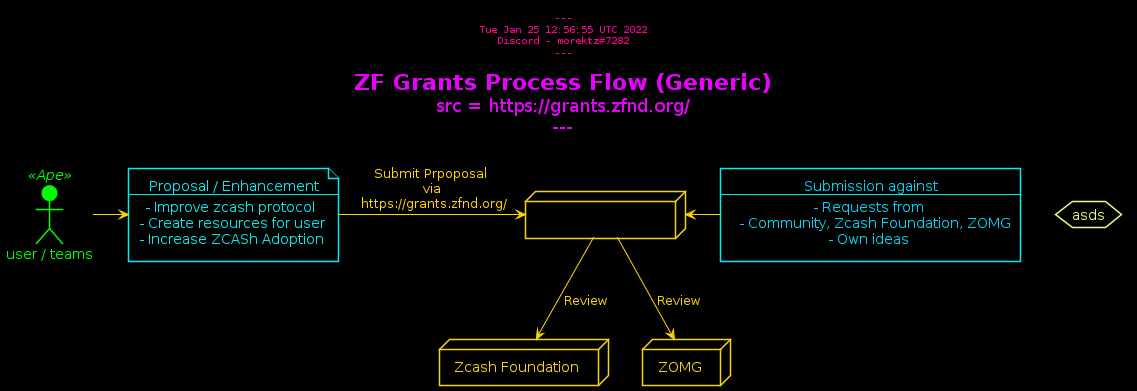 ---
Tue Jan 25 12:56:55 UTC 2022
Discord - morektz#7282
---
ZF Grants Process Flow (Generic)
src = https://grants.zfnd.org/
---
«Ape»
user / teams
Proposal / Enhancement
- Improve zcash protocol
- Create resources for user
- Increase ZCASh Adoption
Submit Prpoposal
via
https://grants.zfnd.org/
Submission against
- Requests from
- Community, Zcash Foundation, ZOMG
- Own ideas
asds
Review
Review
Zcash Foundation
ZOMG